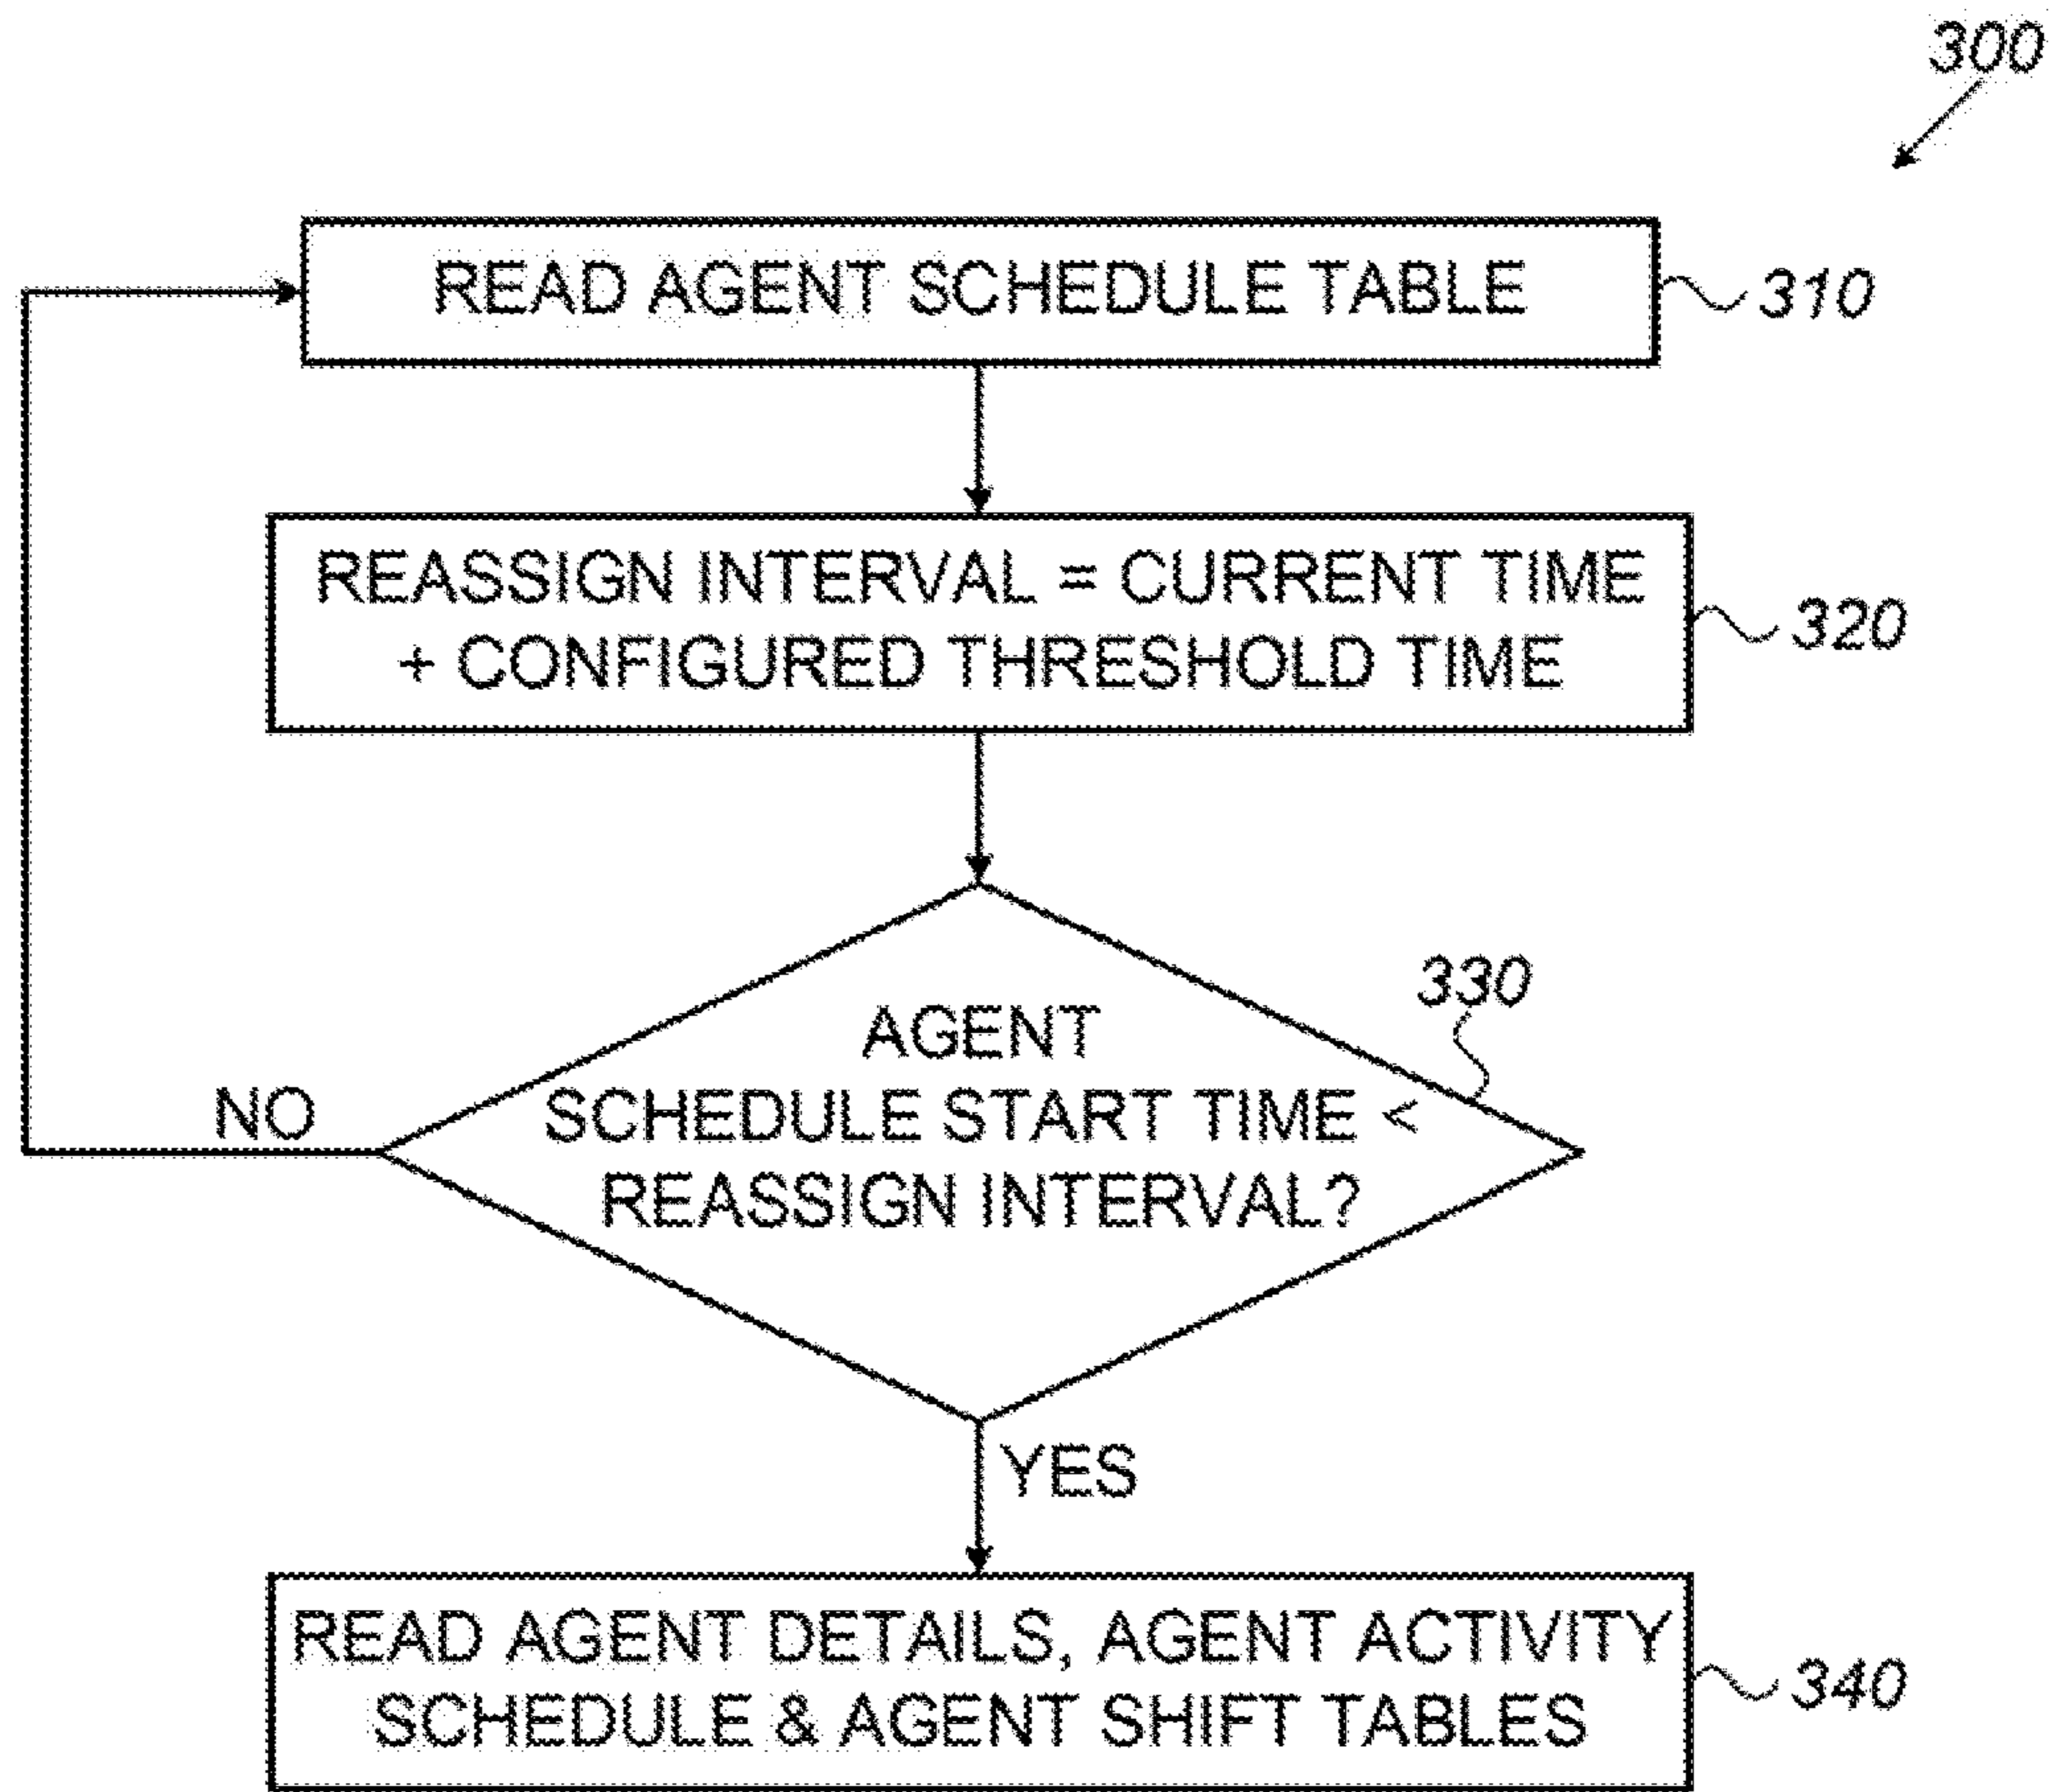 300
READ AGENT SCHEDULE TABLE
310
REASSIGN INTERVAL = CURRENT TIME
+ CONFIGURED THRESHOLD TIME
320
330
AGENT
SCHEDULE START TIME <
REASSIGN INTERVAL?
NO
YES
READ AGENT DETAILS, AGENT ACTIVITY
SCHEDULE & AGENT SHIFT TABLES
340